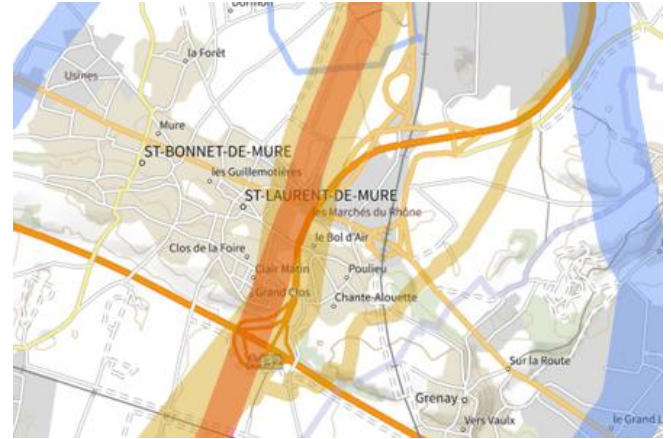 la Forêt
Usines
Mure
ST-BONNET-DE-MURE
les Guillemotières
ST-LAURENT-DE-MURE
les Marchés du Rhône
le Bol d'Air
Clos de la Foire
Clair Matin
Poulieu
Grand Clos
Chante-Alouette
Sur la Route
Grenay
Vers Vaulx
le Grand L